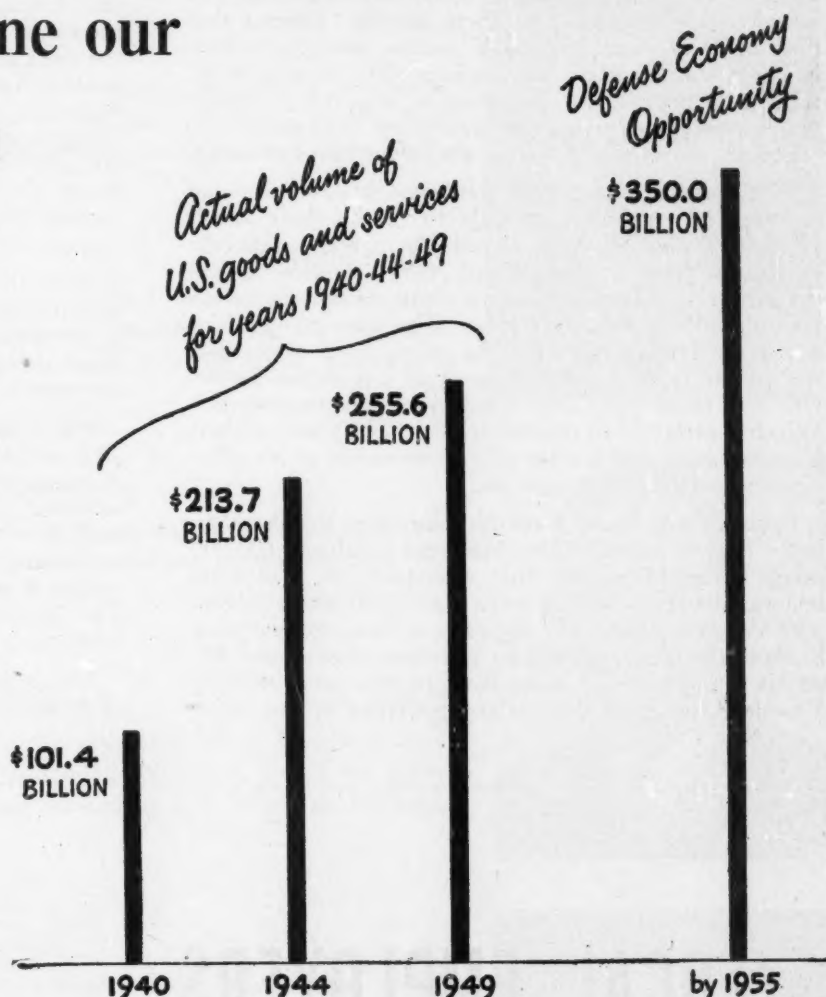 ne our
Defense Economy
Opportunity
Actual volume of
U.S. goods and services
for years 1940-44-49
$350.0
BILLION
$255.6
BILLION
$213.7
BILLION
$101.4
BILLION
1940 1944 1949 by 1955